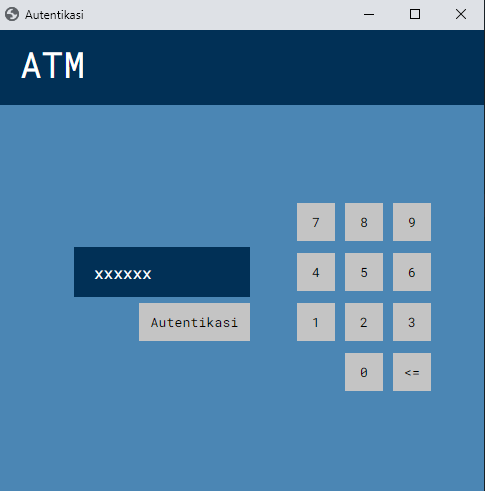 Autentikasi
ATM
7 8 9
xxxxxx
4 5 6
Autentikasi
1 2 3
0 <=